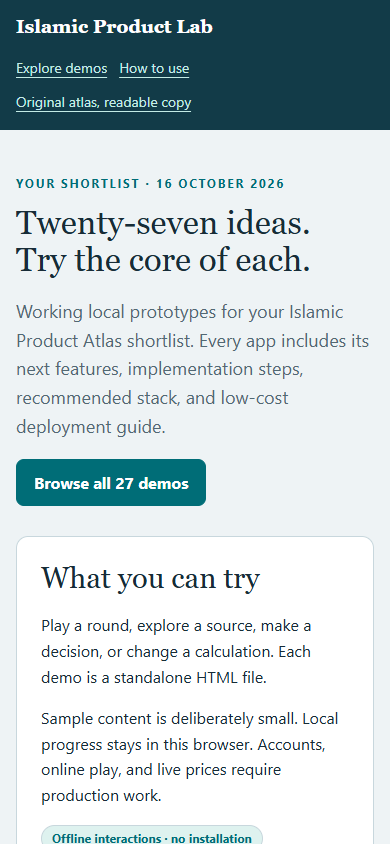 Islamic Product Lab
Explore demos How to use
Original atlas, readable copy
YOUR SHORTLIST · 16 OCTOBER 2026
Twenty-seven ideas.
Try the core of each.
Working local prototypes for your Islamic
Product Atlas shortlist. Every app includes its
next features, implementation steps,
recommended stack, and low-cost
deployment guide.
Browse all 27 demos
What you can try
Play a round, explore a source, make a
decision, or change a calculation. Each
demo is a standalone HTML file.
Sample content is deliberately small. Local
progress stays in this browser. Accounts,
online play, and live prices require
production work.
Offline interactions · no installation